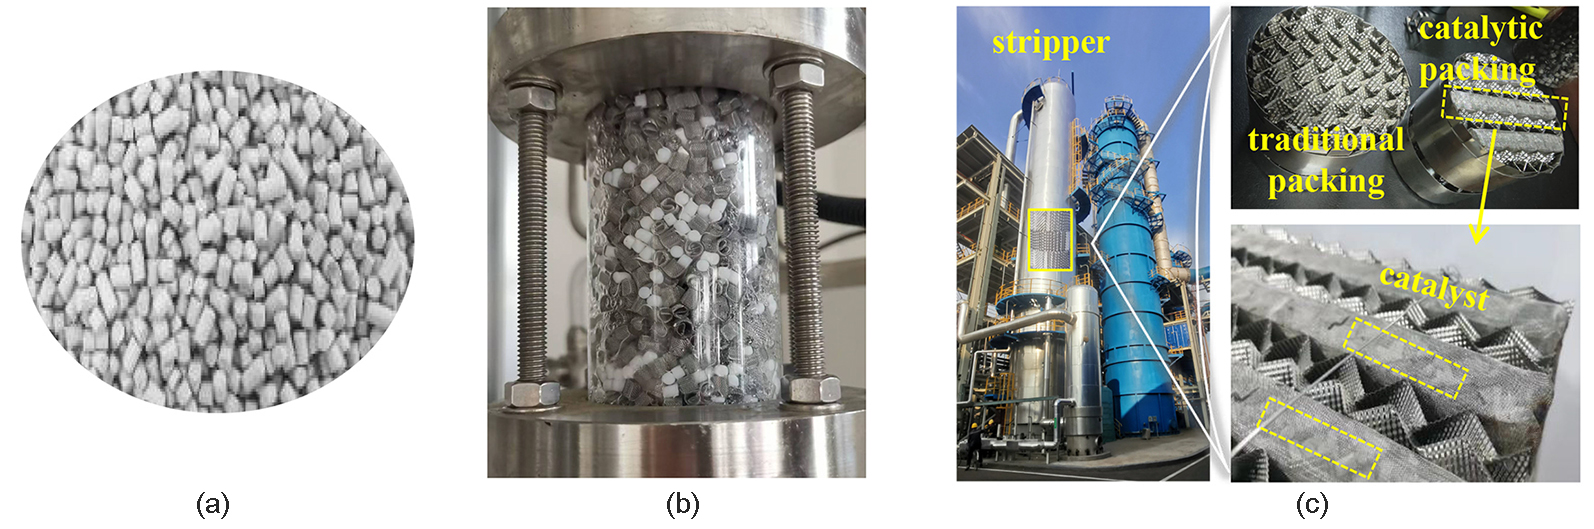 stripper
catalytic
packing
traditional
packing
catalyst
(a)
(b)
(c)